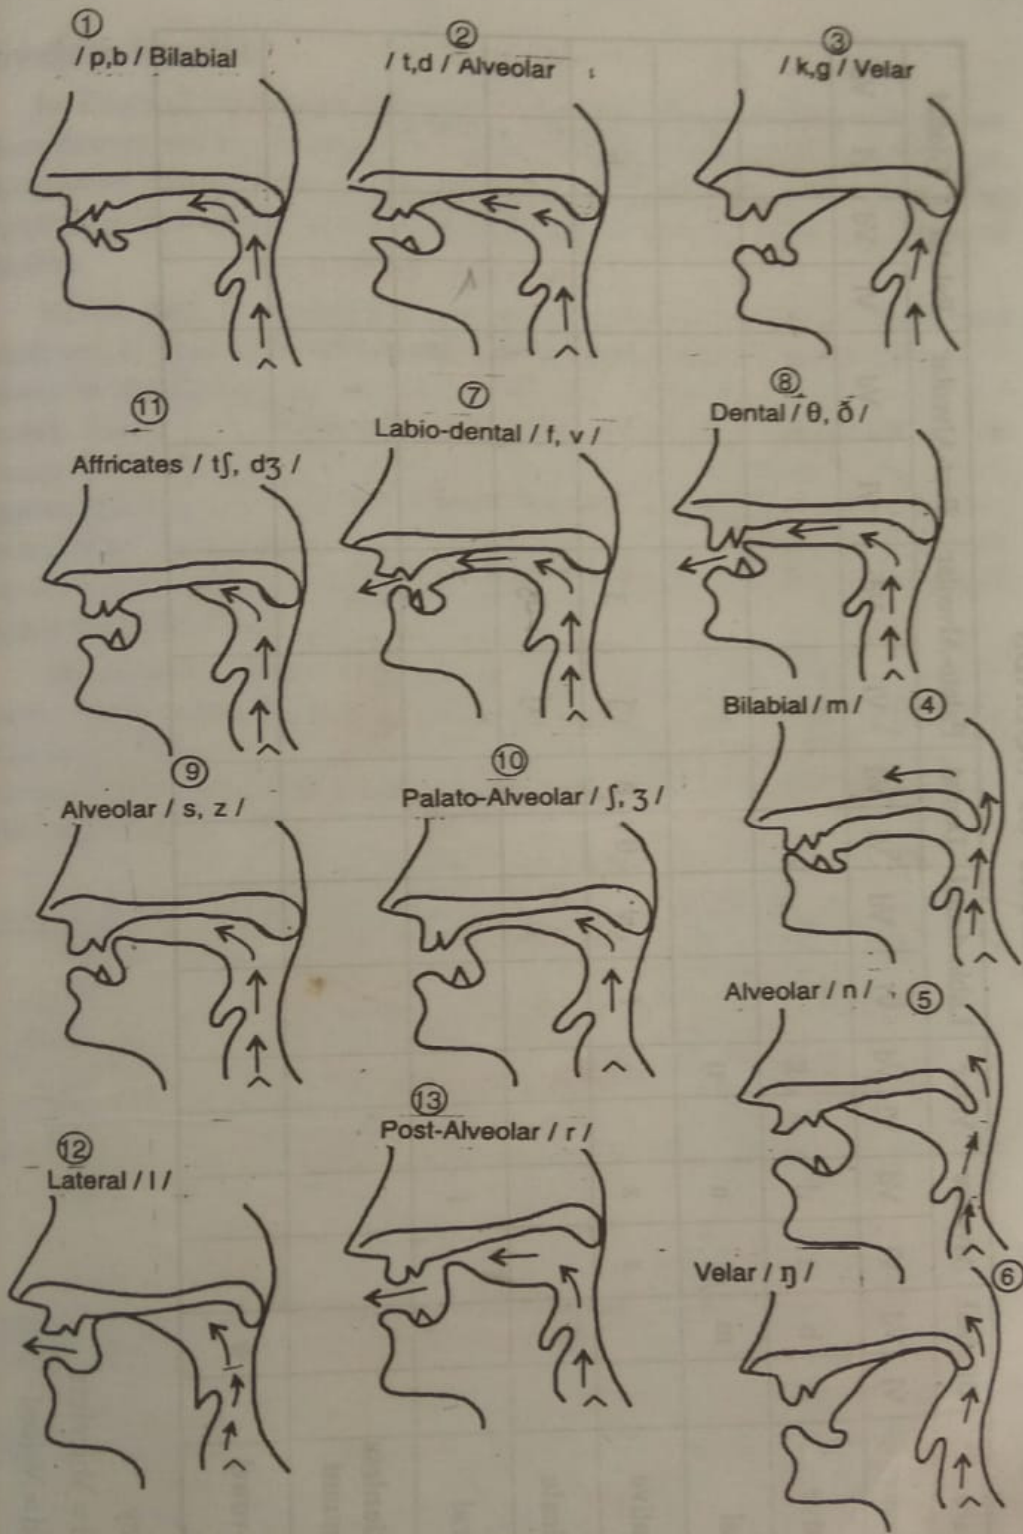 ①
/ p,b / Bilabial
②
/ t,d / Alveolar
③
/ k,g / Velar
⑪
Affricates / tʃ, dʒ /
⑦
Labio-dental / f, v /
⑧
Dental / θ, ð /
Bilabial / m / ④
⑨
Alveolar / s, z /
⑩
Palato-Alveolar / ʃ, ʒ /
Alveolar / n / ⑤
⑫
Lateral / l /
⑬
Post-Alveolar / r /
Velar / ŋ / ⑥